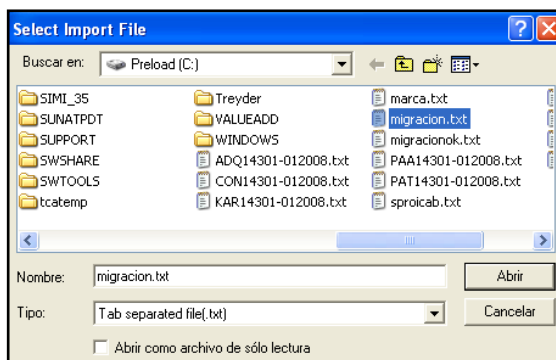 Select Import File
Buscar en: Preload (C:)
SIMI_35 Treyder marca.txt
SUNATPDT VALUEADD migracion.txt
SUPPORT WINDOWS migracionok.txt
SWSHARE ADQ14301-012008.txt PAA14301-012008.txt
SWTOOLS CON14301-012008.txt PAT14301-012008.txt
tcatemp KAR14301-012008.txt sproicab.txt
Nombre: migracion.txt Abrir
Tipo: Tab separated file(.txt) Cancelar
Abrir como archivo de sólo lectura